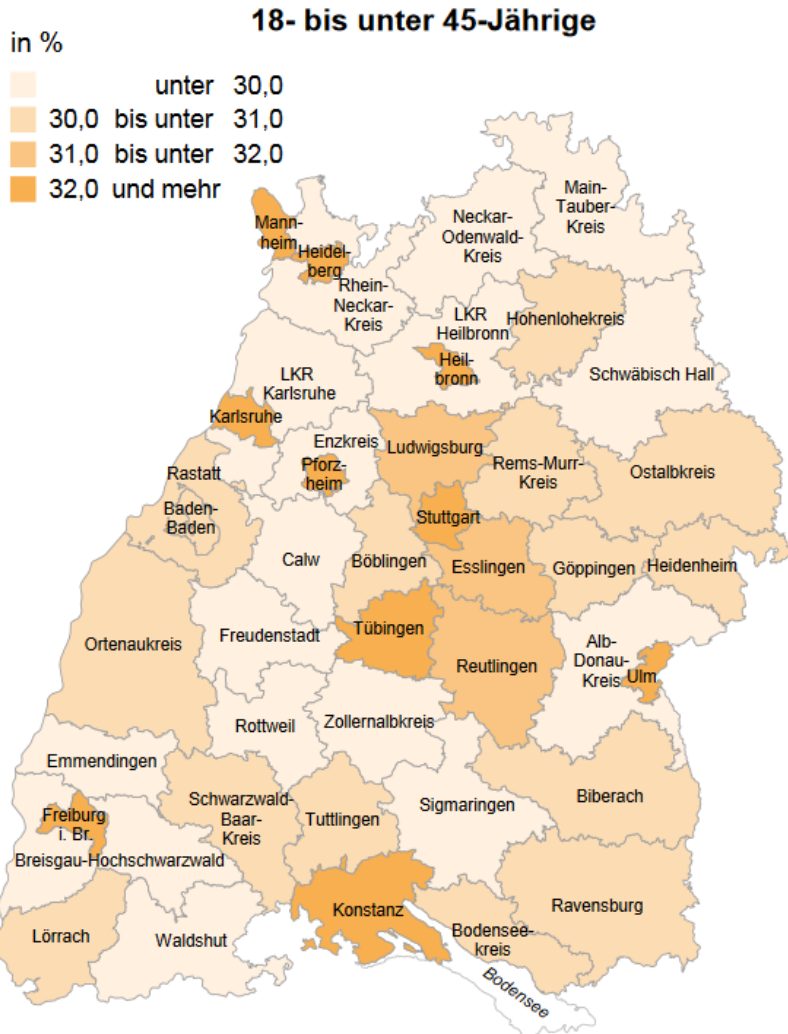 18- bis unter 45-Jährige
in %
unter 30,0
30,0 bis unter 31,0
31,0 bis unter 32,0
32,0 und mehr
Main-
Tauber-
Kreis
Neckar-
Odenwald-
Kreis
Mann-
heim
Heidel-
berg
Rhein-
Neckar-
Kreis
LKR
Heilbronn
Hohenlohekreis
Heil-
bronn
Schwäbisch Hall
LKR
Karlsruhe
Karlsruhe
Enzkreis
Ludwigsburg
Pforz-
heim
Rems-Murr-
Kreis
Ostalbkreis
Rastatt
Baden-
Baden
Stuttgart
Calw
Böblingen
Esslingen
Göppingen
Heidenheim
Ortenaukreis
Freudenstadt
Tübingen
Reutlingen
Alb-
Donau-
Kreis
Ulm
Rottweil
Zollernalbkreis
Emmendingen
Schwarzwald-
Baar-
Kreis
Tuttlingen
Sigmaringen
Biberach
Freiburg
i. Br.
Breisgau-Hochschwarzwald
Lörrach
Waldshut
Konstanz
Bodensee-
kreis
Ravensburg
Bodensee